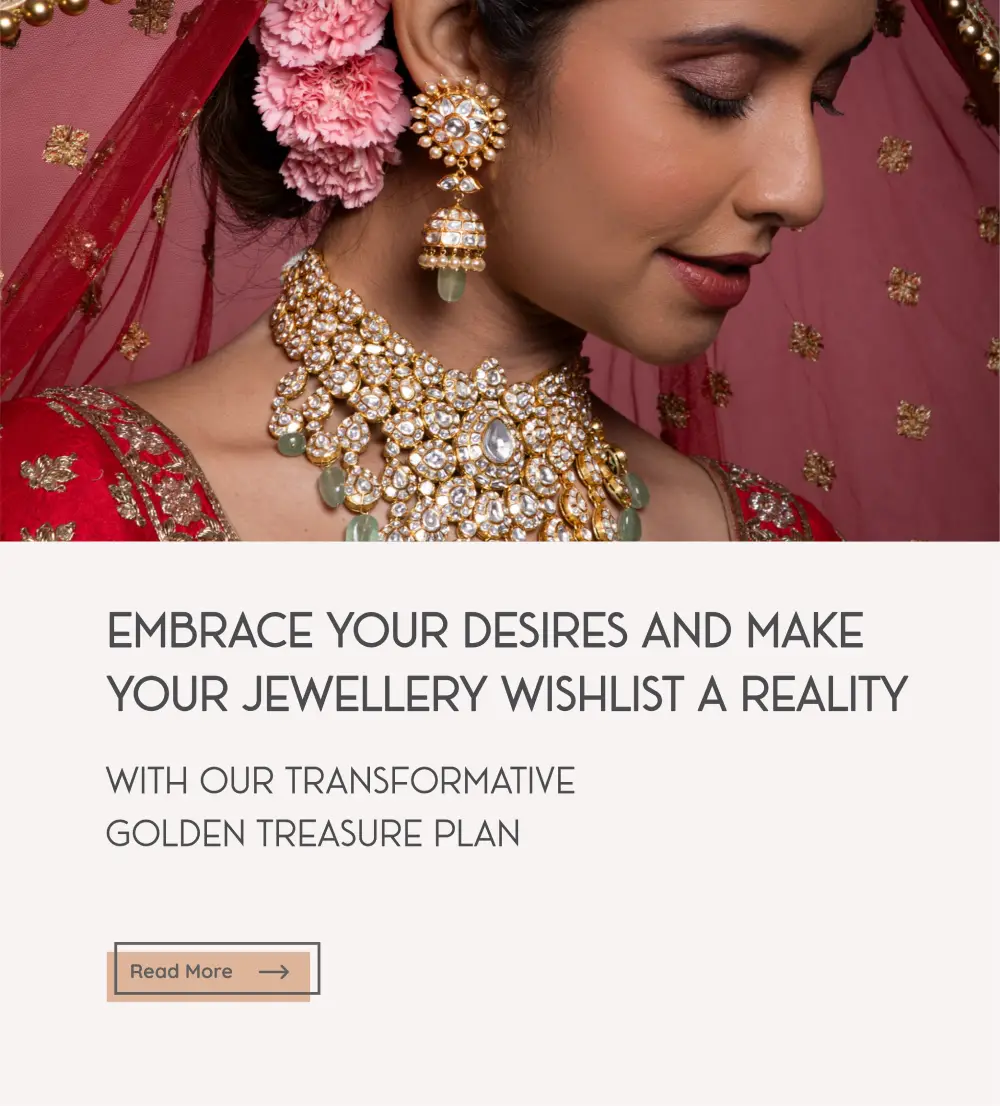 EMBRACE YOUR DESIRES AND MAKE
YOUR JEWELLERY WISHLIST A REALITY
WITH OUR TRANSFORMATIVE
GOLDEN TREASURE PLAN
Read More